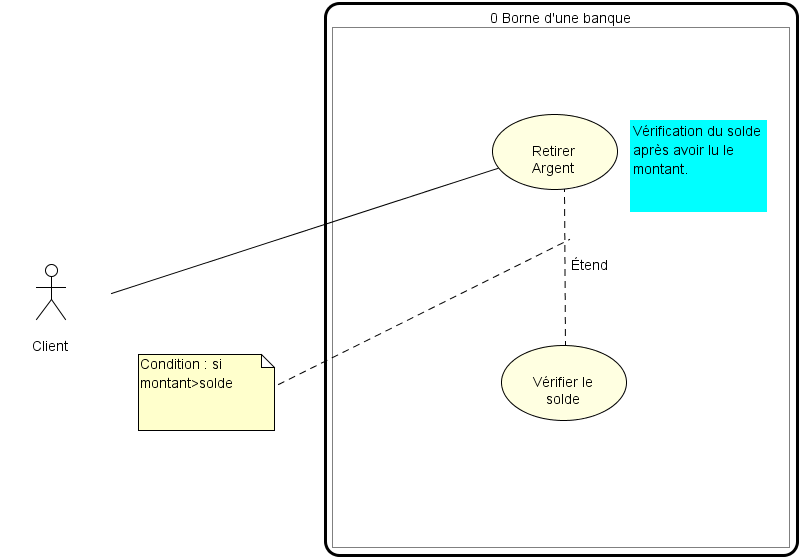 0 Borne d'une banque
Retirer
Argent
Vérification du solde
après avoir lu le
montant.
Étend
Client
Condition : si
montant>solde
Vérifier le
solde